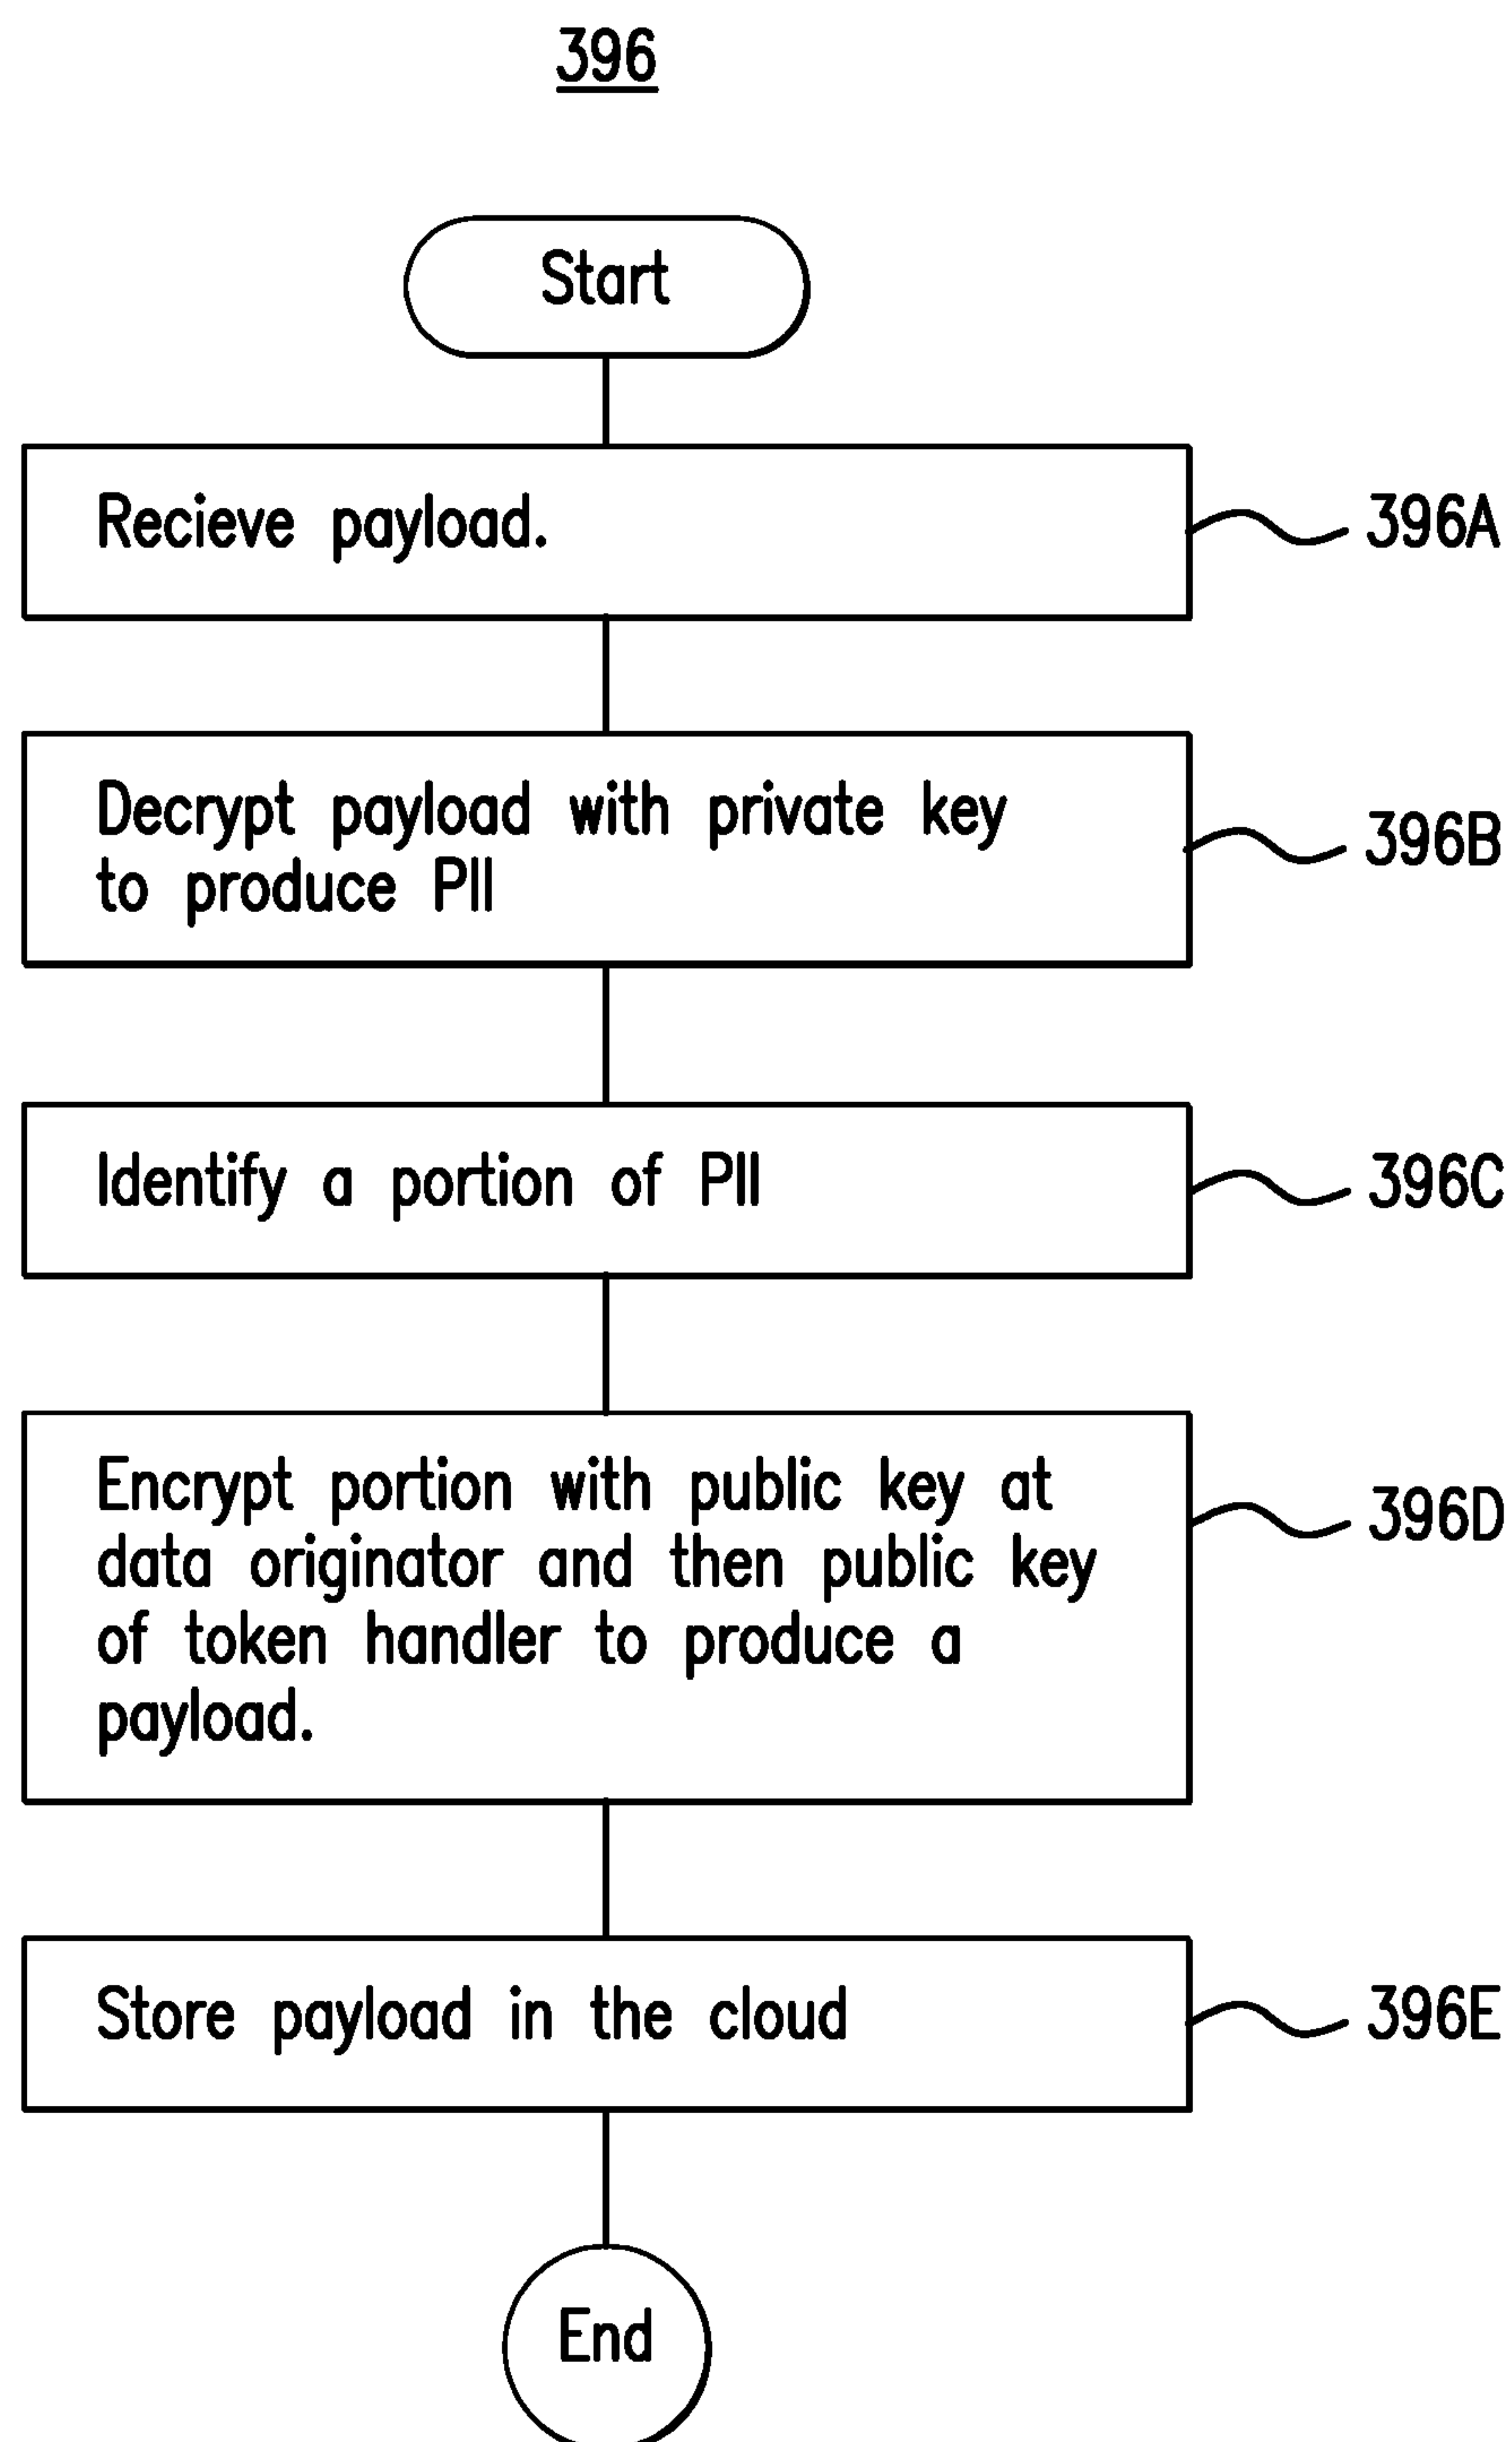 396
Start
Recieve payload.
396A
Decrypt payload with private key
to produce PII
396B
Identify a portion of PII
396C
Encrypt portion with public key at
data originator and then public key
of token handler to produce a
payload.
396D
Store payload in the cloud
396E
End